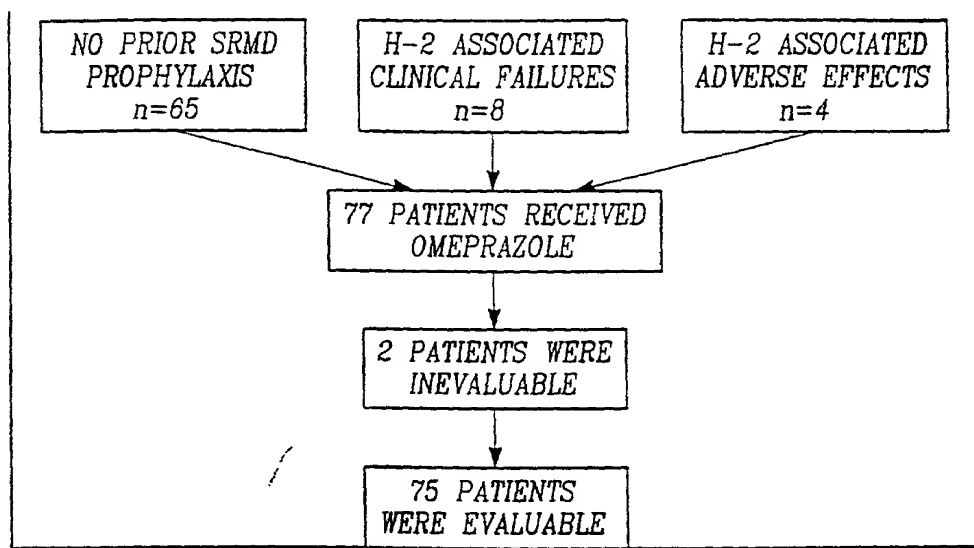 NO PRIOR SRMD
PROPHYLAXIS
n=65
H-2 ASSOCIATED
CLINICAL FAILURES
n=8
H-2 ASSOCIATED
ADVERSE EFFECTS
n=4
77 PATIENTS RECEIVED
OMEPRAZOLE
2 PATIENTS WERE
INEVALUABLE
75 PATIENTS
WERE EVALUABLE